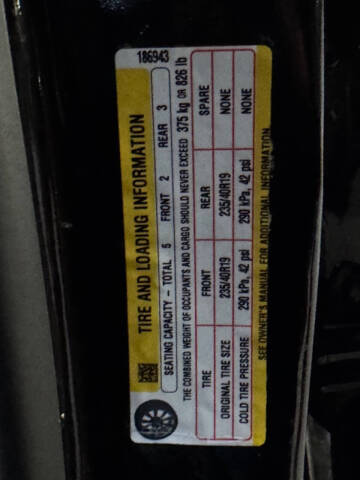 186943
TIRE AND LOADING INFORMATION
SEATING CAPACITY - TOTAL 5 FRONT 2 REAR 3
THE COMBINED WEIGHT OF OCCUPANTS AND CARGO SHOULD NEVER EXCEED 375 kg OR 826 lb
TIRE FRONT REAR SPARE
ORIGINAL TIRE SIZE 235/40R19 235/40R19 NONE
COLD TIRE PRESSURE 290 kPa, 42 psi 290 kPa, 42 psi NONE
SEE OWNER'S MANUAL FOR ADDITIONAL INFORMATION